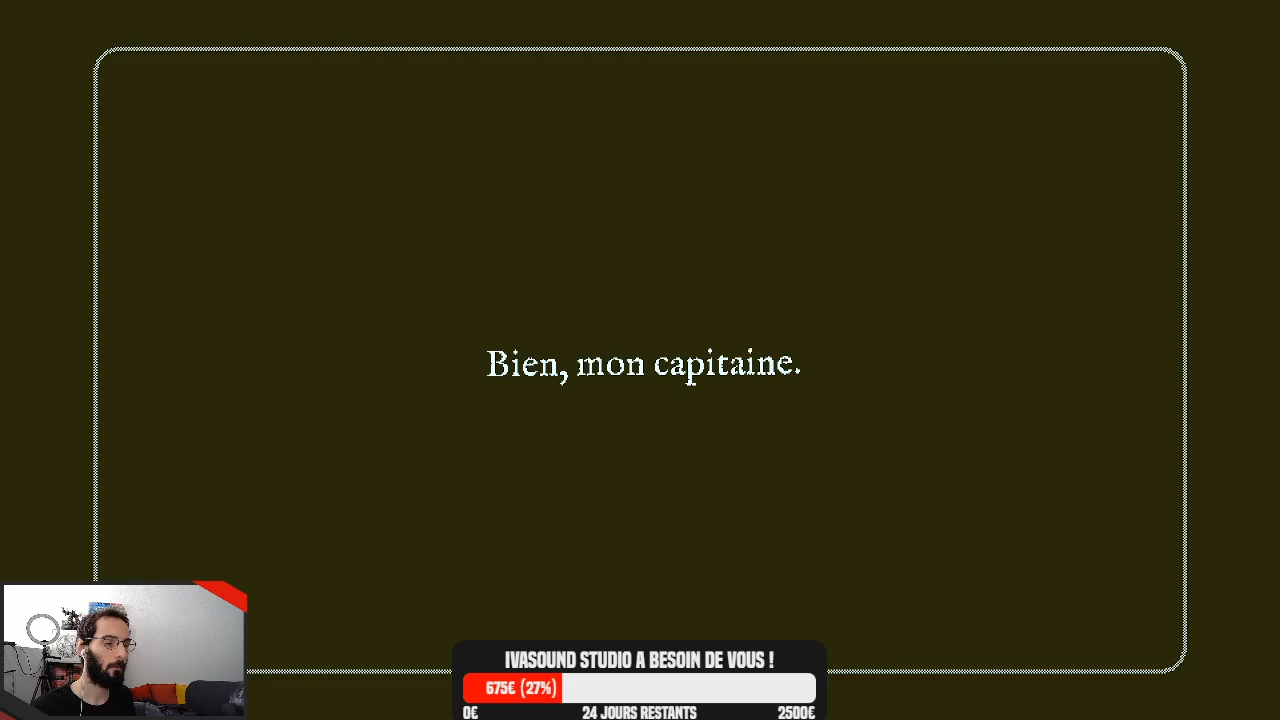 Bien, mon capitaine.
IVASOUND STUDIO A BESOIN DE VOUS !
675€ (27%)
0€ 24 JOURS RESTANTS 2500€